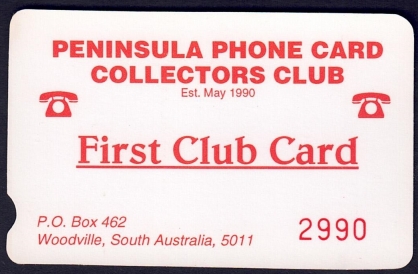 PENINSULA PHONE CARD
COLLECTORS CLUB
Est. May 1990
First Club Card
P.O. Box 462
Woodville, South Australia, 5011
2990